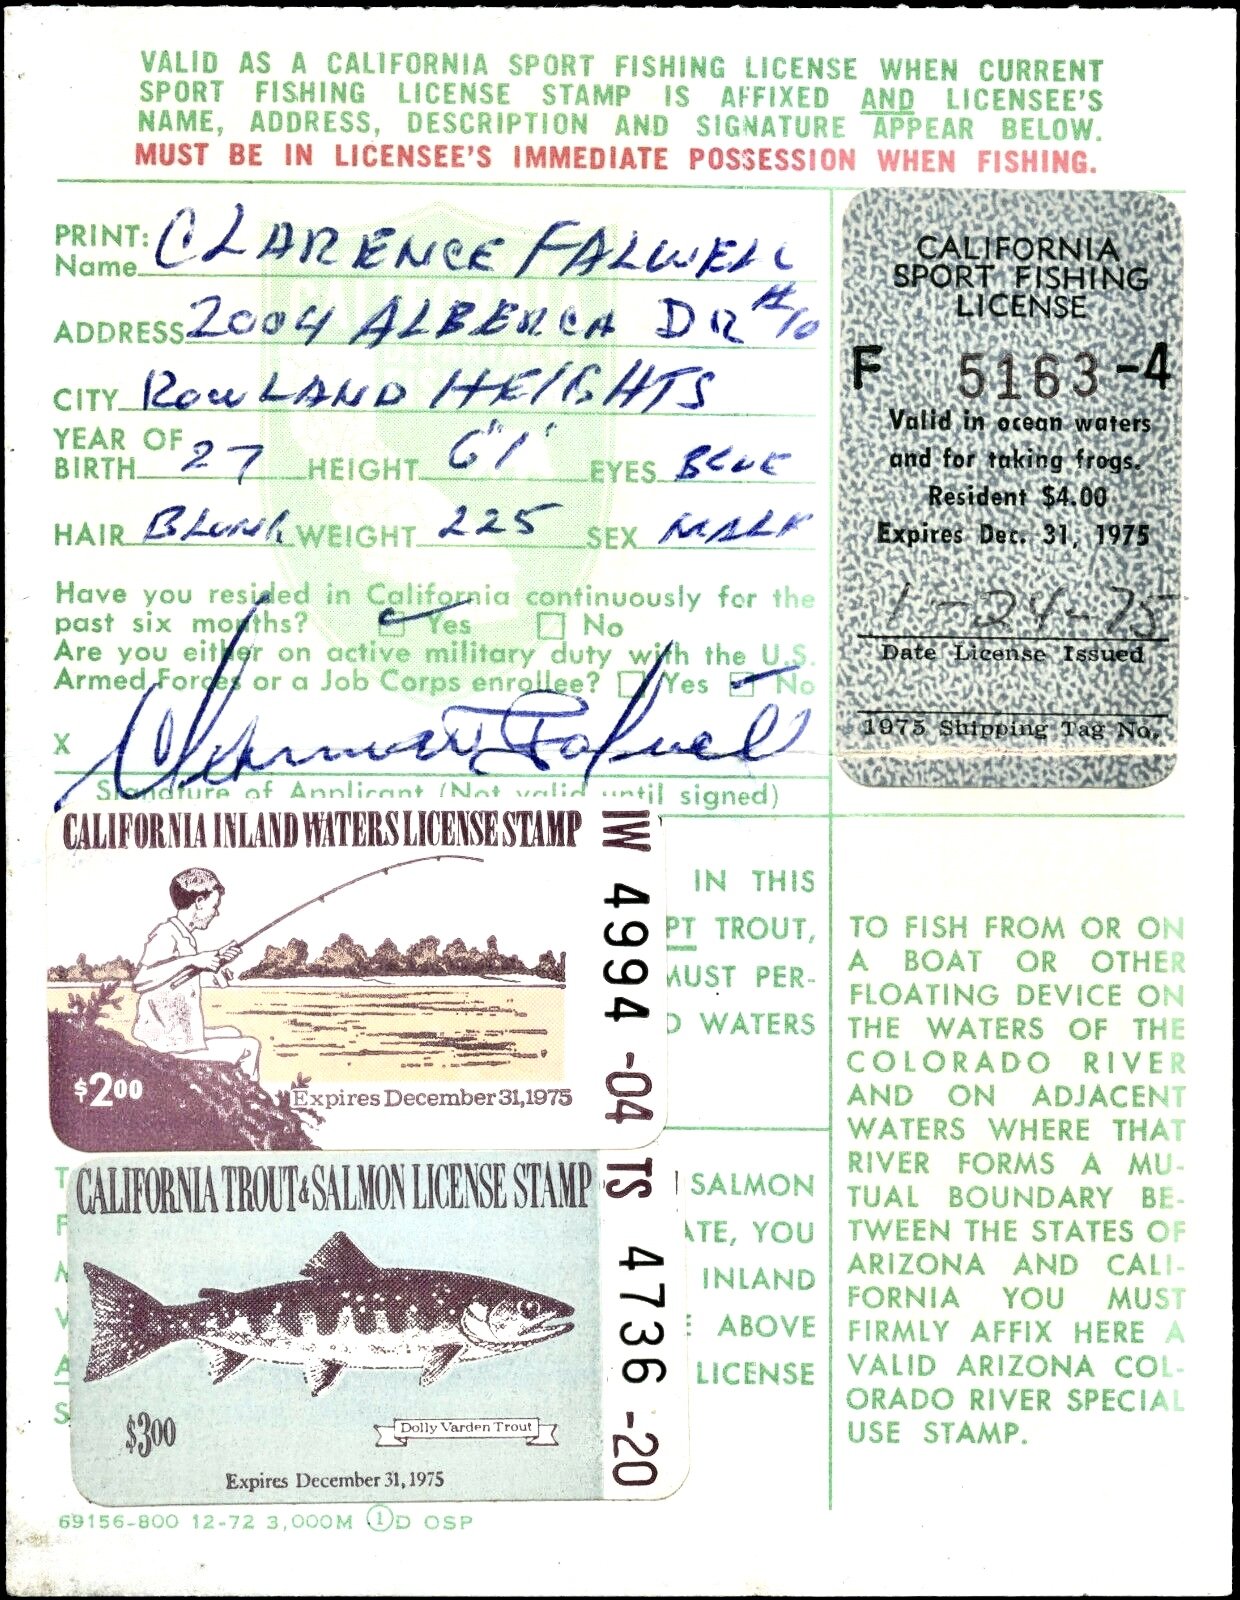 VALID AS A CALIFORNIA SPORT FISHING LICENSE WHEN CURRENT
SPORT FISHING LICENSE STAMP IS AFFIXED AND LICENSEE'S
NAME, ADDRESS, DESCRIPTION AND SIGNATURE APPEAR BELOW.
MUST BE IN LICENSEE'S IMMEDIATE POSSESSION WHEN FISHING.
PRINT:
Name CLARENCE FALWELL
ADDRESS 2004 ALBERCA DR #10
CITY ROWLAND HEIGHTS
YEAR OF
BIRTH 27 HEIGHT 6"1' EYES BLUE
HAIR WEIGHT 225 SEX MALE
Have you resided in California continuously for the
past six months? Yes No
Are you either on active military duty with the U.S.
Armed Forces or a Job Corps enrollee? Yes No
X Clarence Falwell
Signature of Applicant (Not valid until signed)
CALIFORNIA
SPORT FISHING
LICENSE
F 5163-4
Valid in ocean waters
and for taking frogs.
Resident $4.00
Expires Dec. 31, 1975
1-24-75
Date License Issued
1975 Shipping Tag No.
CALIFORNIA INLAND WATERS LICENSE STAMP
$2.00
Expires December 31, 1975
IW 4994-04
IN THIS
PT TROUT,
MUST PER-
D WATERS
CALIFORNIA TROUT & SALMON LICENSE STAMP
$3.00
Dolly Varden Trout
Expires December 31, 1975
TS 4736-20
SALMON
ATE, YOU
INLAND
E ABOVE
LICENSE
TO FISH FROM OR ON
A BOAT OR OTHER
FLOATING DEVICE ON
THE WATERS OF THE
COLORADO RIVER
AND ON ADJACENT
WATERS WHERE THAT
RIVER FORMS A MU-
TUAL BOUNDARY BE-
TWEEN THE STATES OF
ARIZONA AND CALI-
FORNIA YOU MUST
FIRMLY AFFIX HERE A
VALID ARIZONA COL-
ORADO RIVER SPECIAL
USE STAMP.
69156-800 12-72 3,000M ①D OSP